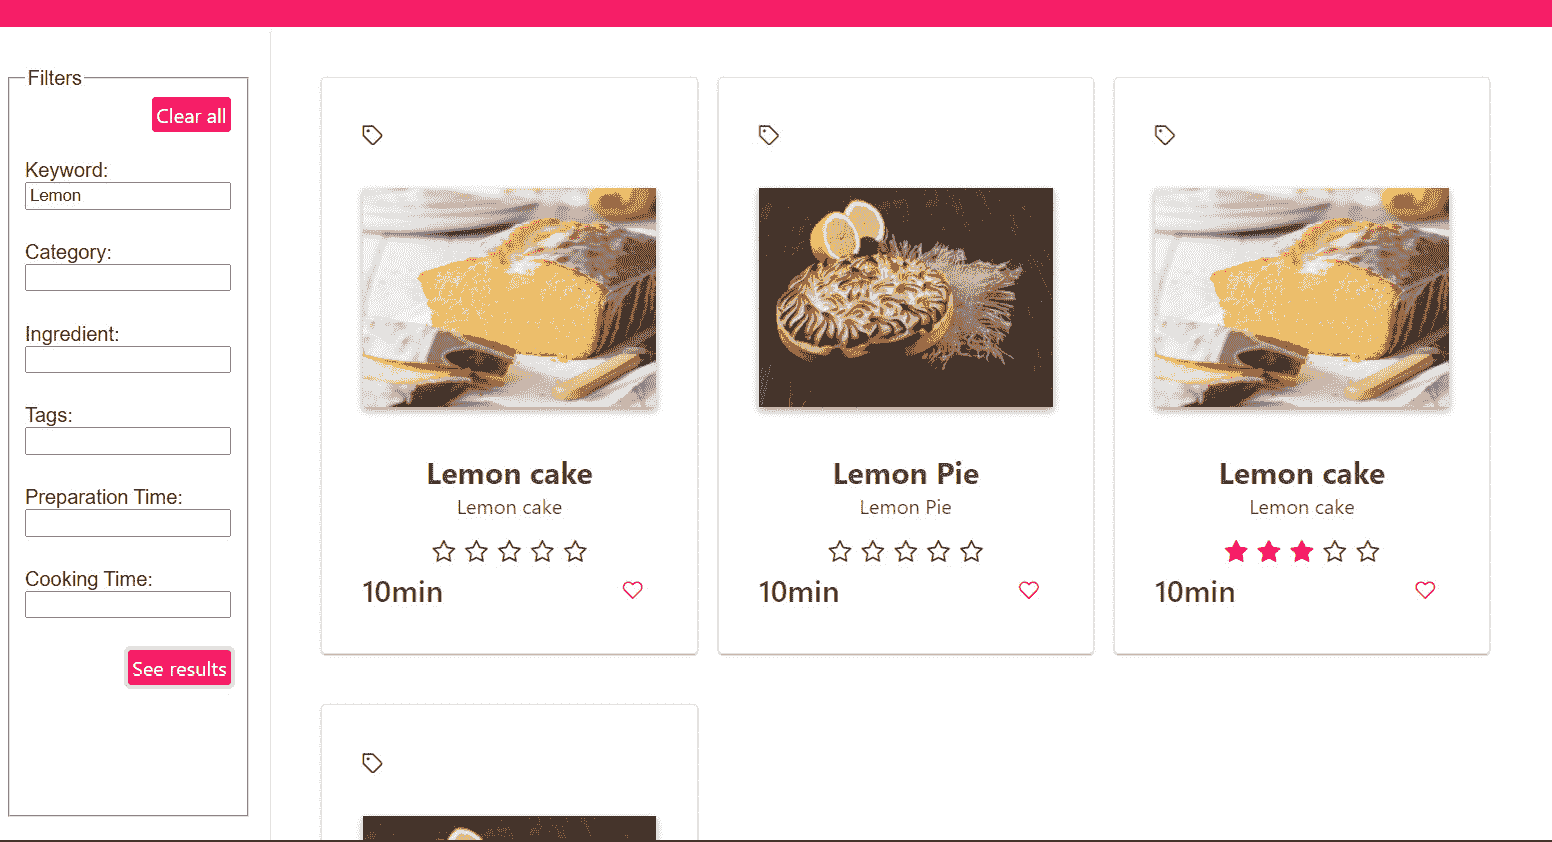 Filters
Clear all
Keyword:
Lemon
Category:
Ingredient:
Tags:
Preparation Time:
Cooking Time:
See results
Lemon cake
Lemon cake
10min
Lemon Pie
Lemon Pie
10min
Lemon cake
Lemon cake
10min